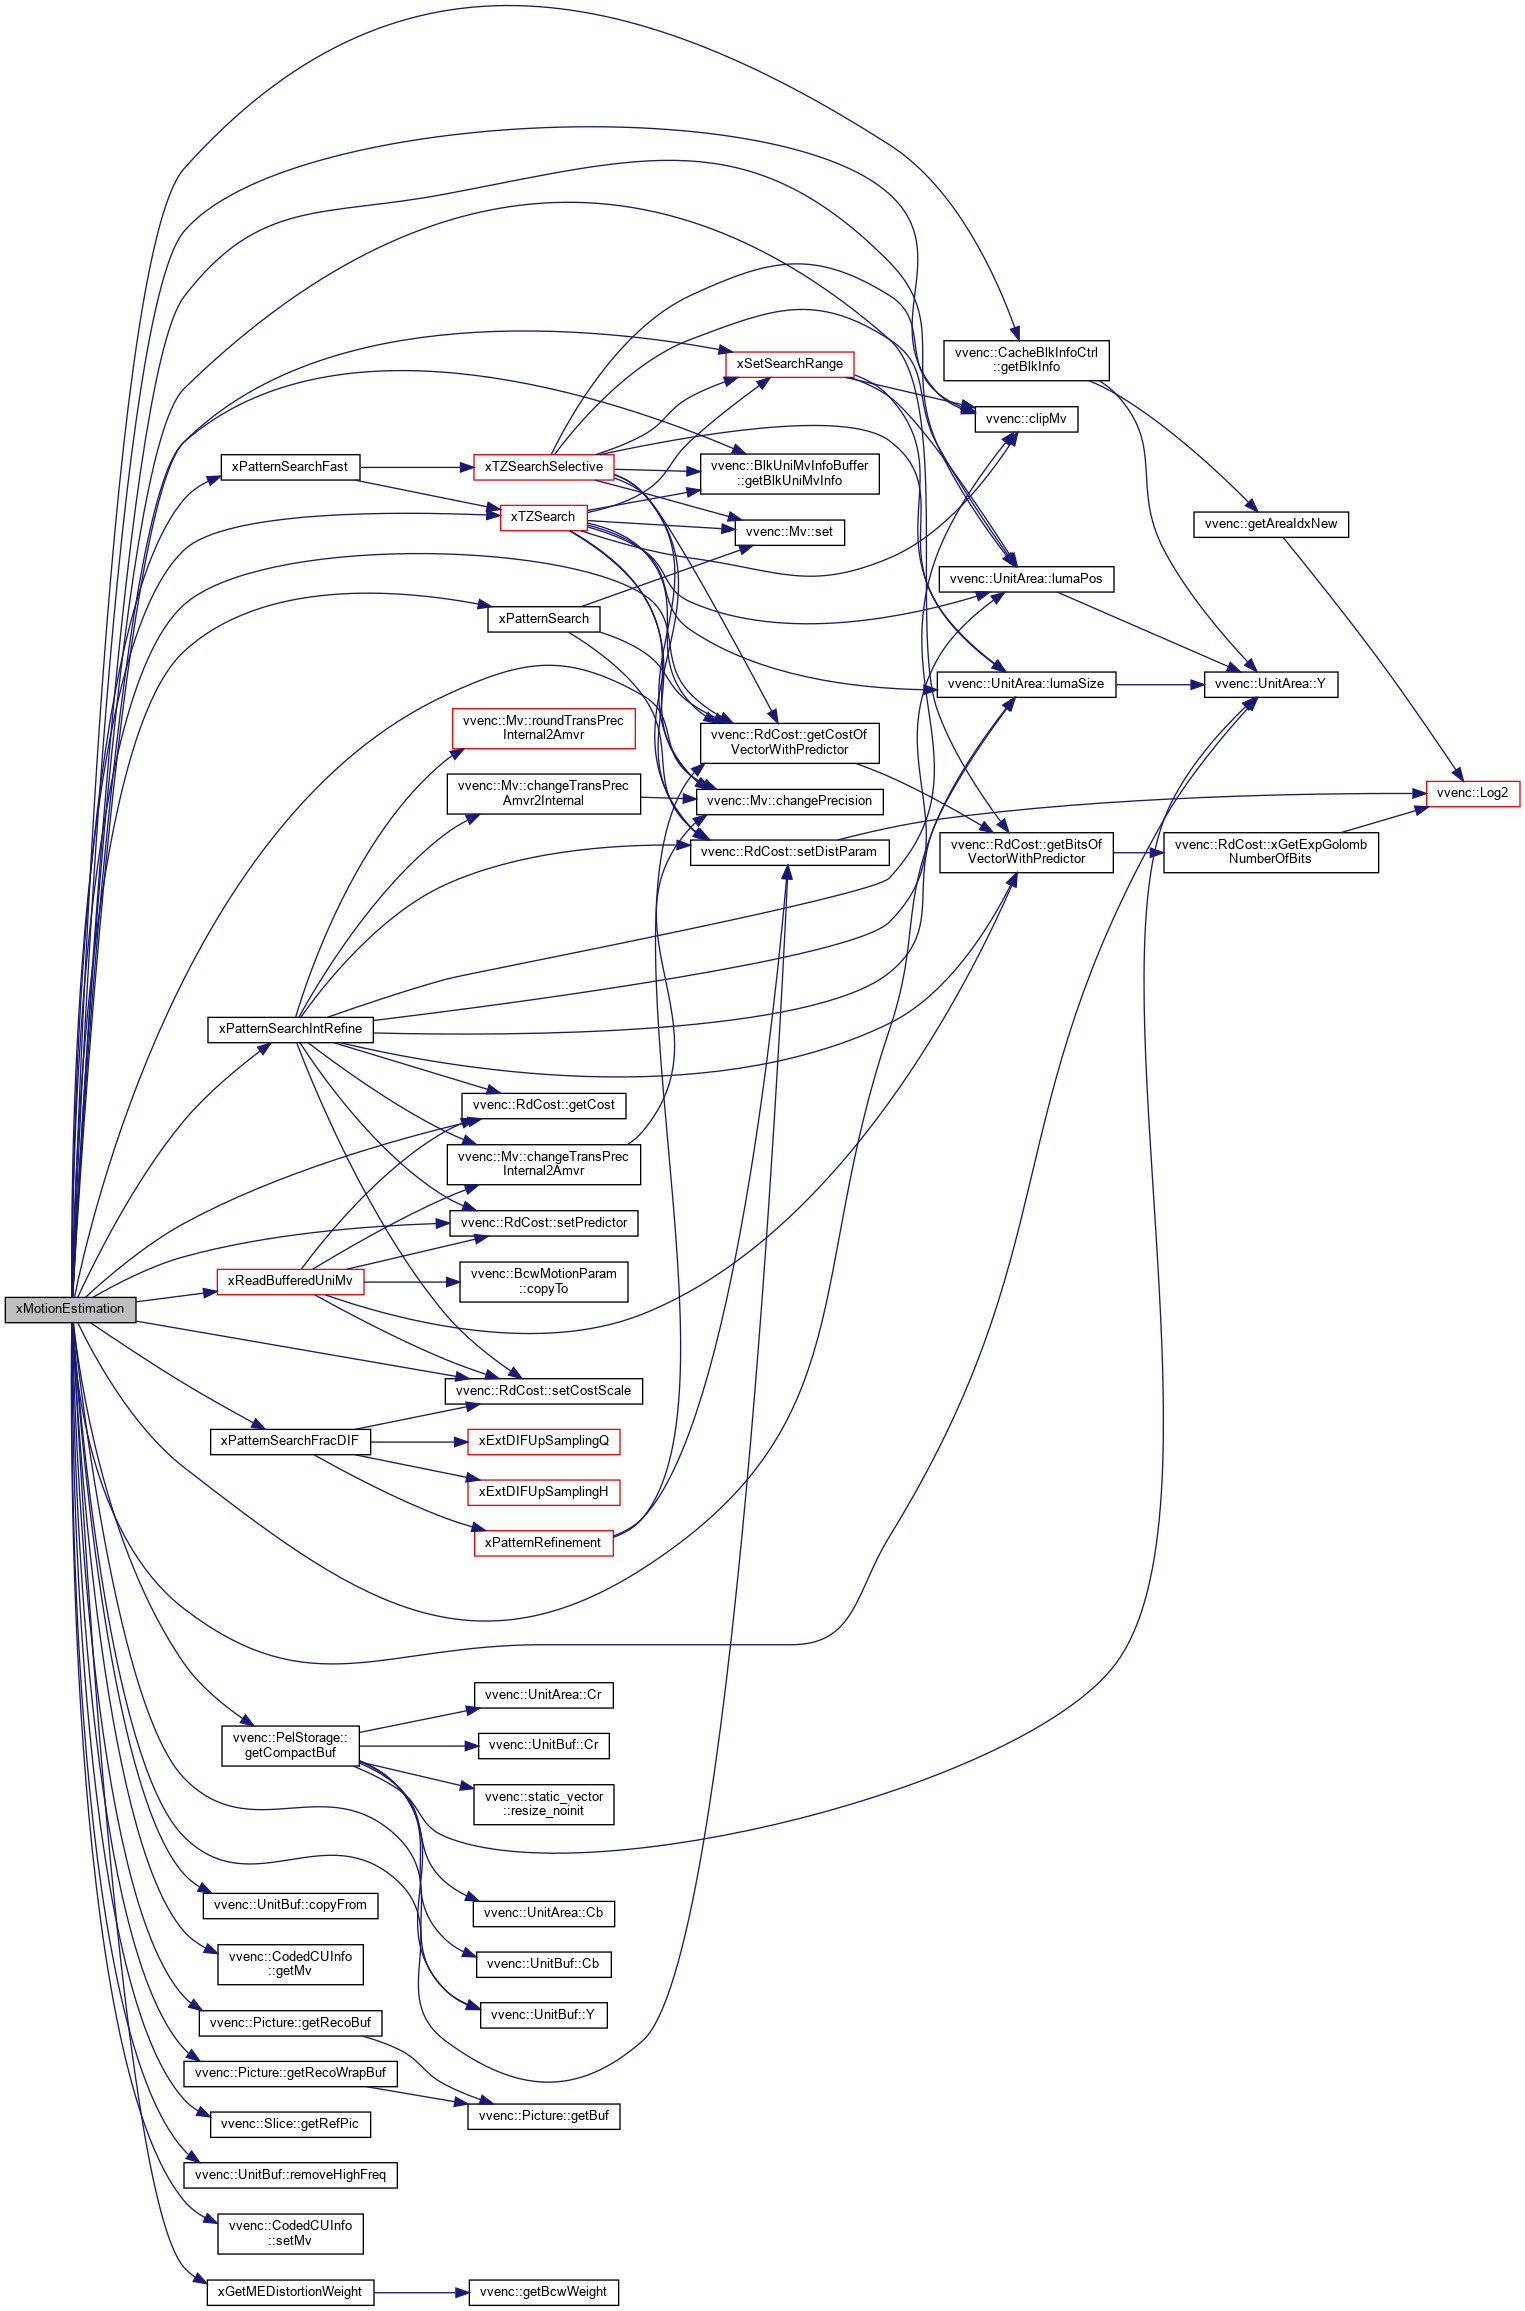 vvenc::CacheBlkInfoCtrl
::getBlkInfo
xSetSearchRange
vvenc::clipMv
xPatternSearchFast
xTZSearchSelective
vvenc::BlkUniMvInfoBuffer
::getBlkUniMvInfo
xTZSearch
vvenc::Mv::set
vvenc::getAreaIdxNew
vvenc::UnitArea::lumaPos
xPatternSearch
vvenc::UnitArea::lumaSize
vvenc::UnitArea::Y
vvenc::Mv::roundTransPrec
Internal2Amvr
vvenc::RdCost::getCostOf
VectorWithPredictor
vvenc::Mv::changeTransPrec
Amvr2Internal
vvenc::Mv::changePrecision
vvenc::Log2
vvenc::RdCost::setDistParam
vvenc::RdCost::getBitsOf
VectorWithPredictor
vvenc::RdCost::xGetExpGolomb
NumberOfBits
xPatternSearchIntRefine
vvenc::RdCost::getCost
vvenc::Mv::changeTransPrec
Internal2Amvr
vvenc::RdCost::setPredictor
xReadBufferedUniMv
vvenc::BcwMotionParam
::copyTo
xMotionEstimation
vvenc::RdCost::setCostScale
xPatternSearchFracDIF
xExtDIFUpSamplingQ
xExtDIFUpSamplingH
xPatternRefinement
vvenc::UnitArea::Cr
vvenc::PelStorage::
getCompactBuf
vvenc::UnitBuf::Cr
vvenc::static_vector
::resize_noinit
vvenc::UnitBuf::copyFrom
vvenc::UnitArea::Cb
vvenc::CodedCUInfo
::getMv
vvenc::UnitBuf::Cb
vvenc::UnitBuf::Y
vvenc::Picture::getRecoBuf
vvenc::Picture::getRecoWrapBuf
vvenc::Picture::getBuf
vvenc::Slice::getRefPic
vvenc::UnitBuf::removeHighFreq
vvenc::CodedCUInfo
::setMv
xGetMEDistortionWeight
vvenc::getBcwWeight